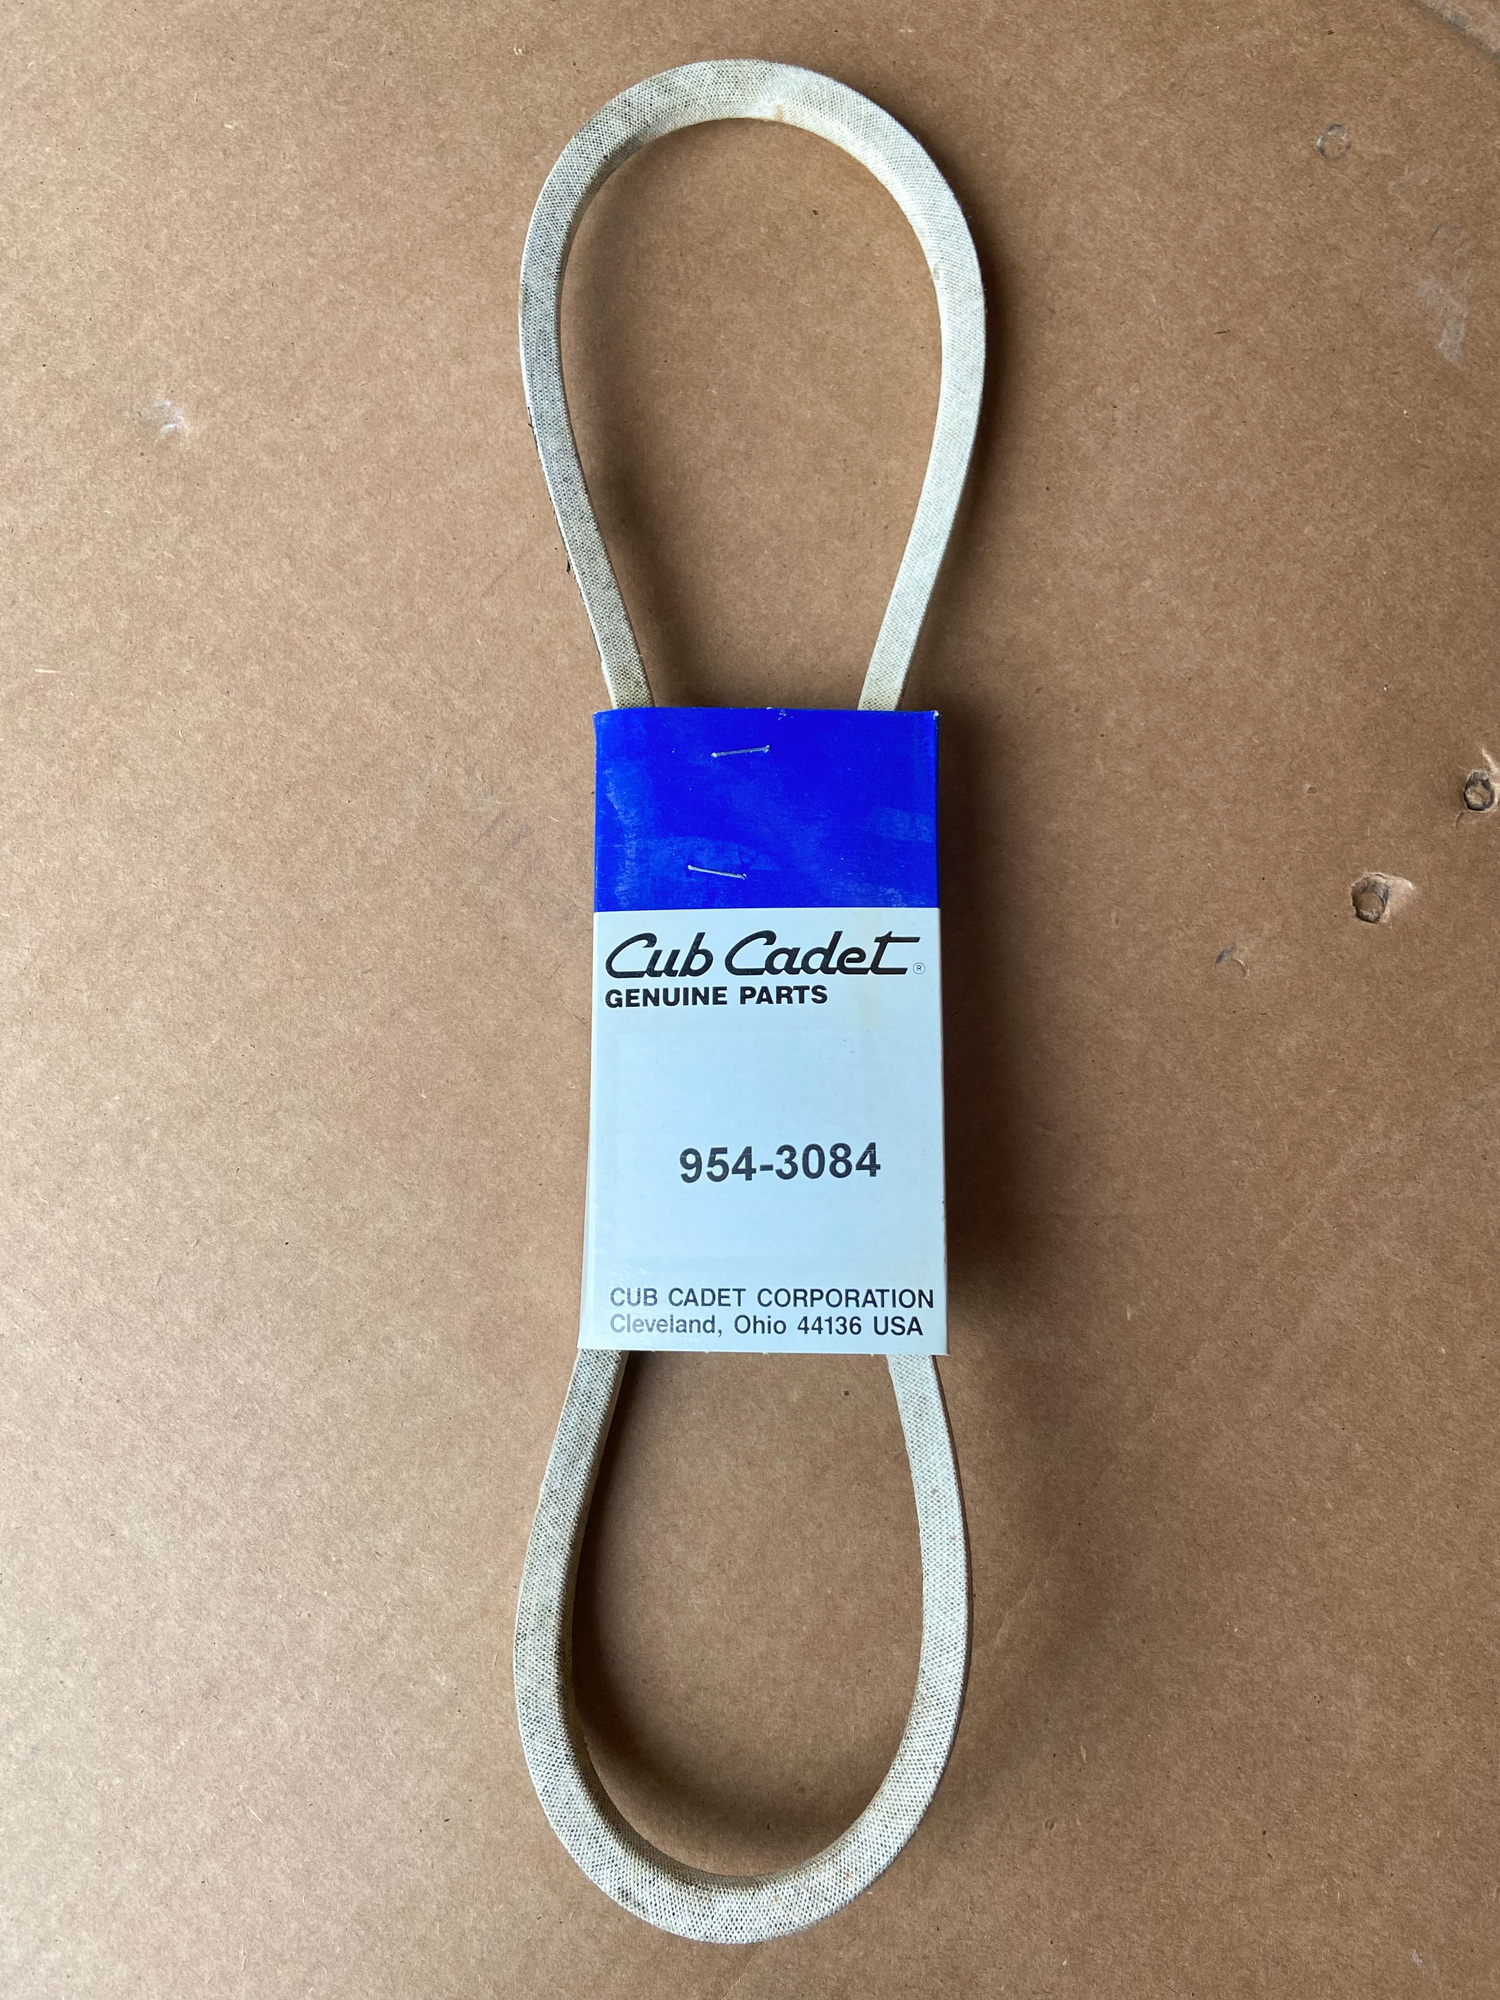 Cub Cadet®
GENUINE PARTS
954-3084
CUB CADET CORPORATION
Cleveland, Ohio 44136 USA